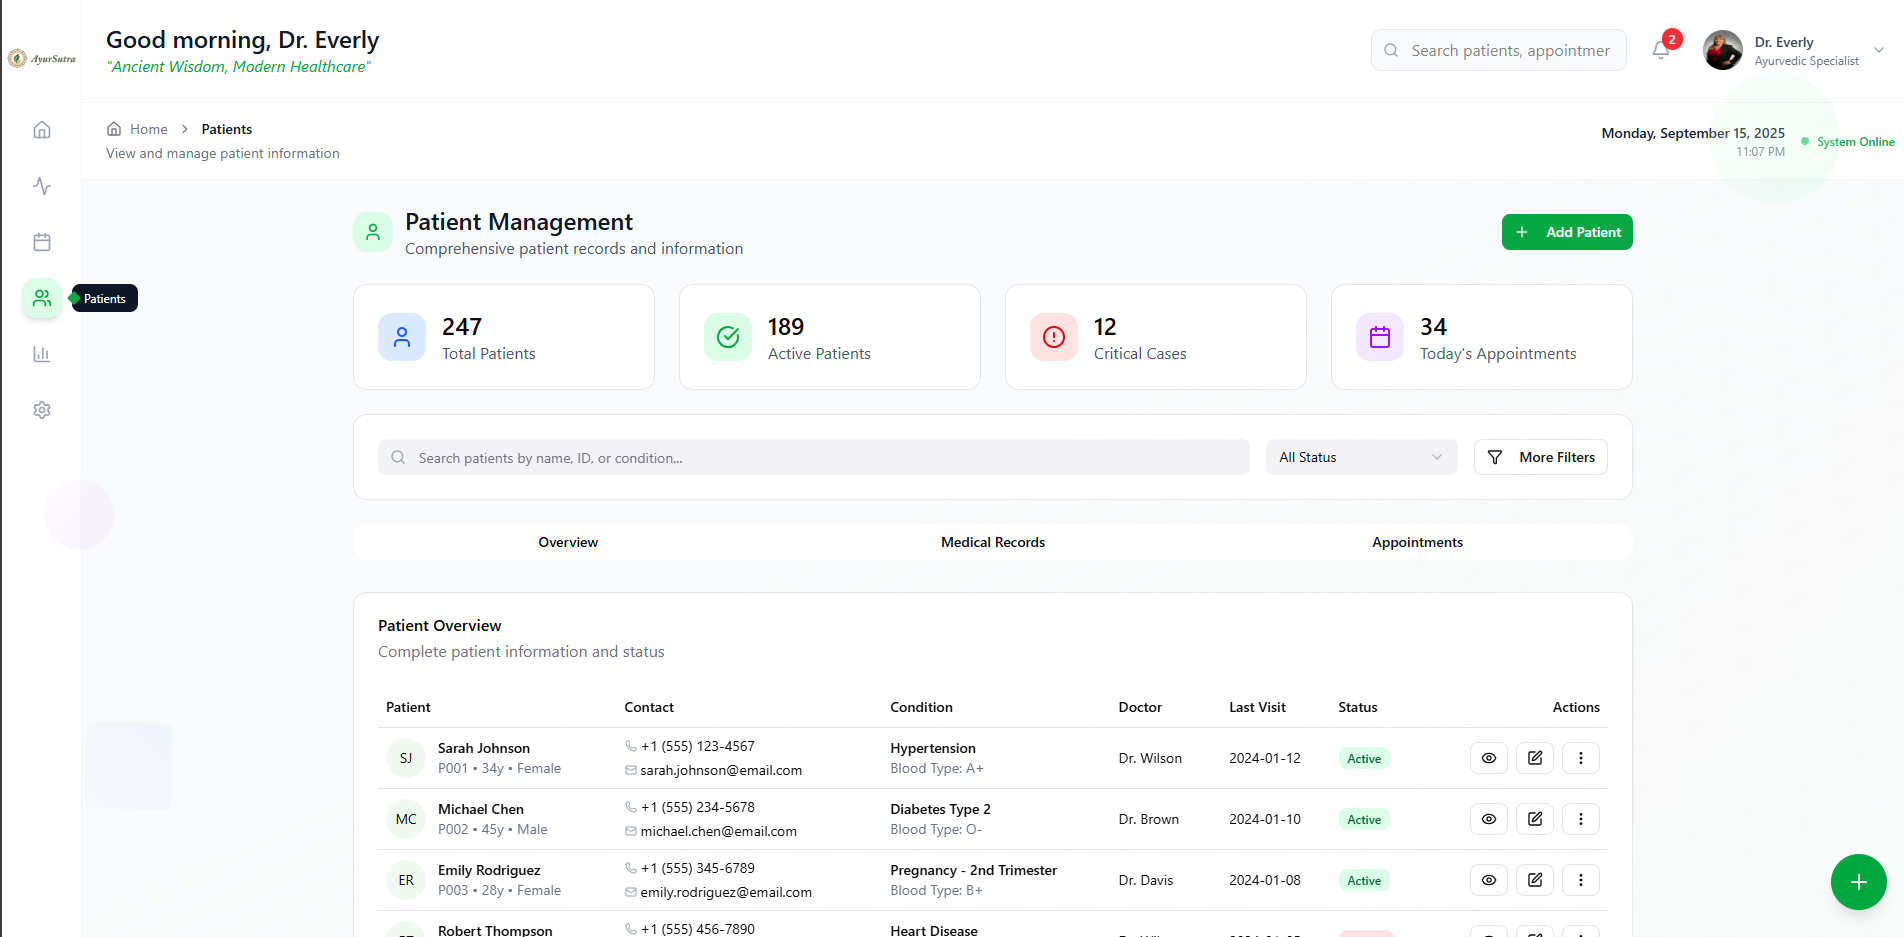 AyurSutra
Good morning, Dr. Everly
"Ancient Wisdom, Modern Healthcare"
Search patients, appointmer
2
Dr. Everly
Ayurvedic Specialist
Home > Patients
View and manage patient information
Monday, September 15, 2025
11:07 PM
System Online
Patients
Patient Management
Comprehensive patient records and information
+ Add Patient
247
Total Patients
189
Active Patients
12
Critical Cases
34
Today's Appointments
Search patients by name, ID, or condition...
All Status
More Filters
Overview
Medical Records
Appointments
Patient Overview
Complete patient information and status
Patient Contact Condition Doctor Last Visit Status Actions
SJ
Sarah Johnson
P001 • 34y • Female
+1 (555) 123-4567
sarah.johnson@email.com
Hypertension
Blood Type: A+
Dr. Wilson
2024-01-12
Active
MC
Michael Chen
P002 • 45y • Male
+1 (555) 234-5678
michael.chen@email.com
Diabetes Type 2
Blood Type: O-
Dr. Brown
2024-01-10
Active
ER
Emily Rodriguez
P003 • 28y • Female
+1 (555) 345-6789
emily.rodriguez@email.com
Pregnancy - 2nd Trimester
Blood Type: B+
Dr. Davis
2024-01-08
Active
Robert Thompson
+1 (555) 456-7890
Heart Disease